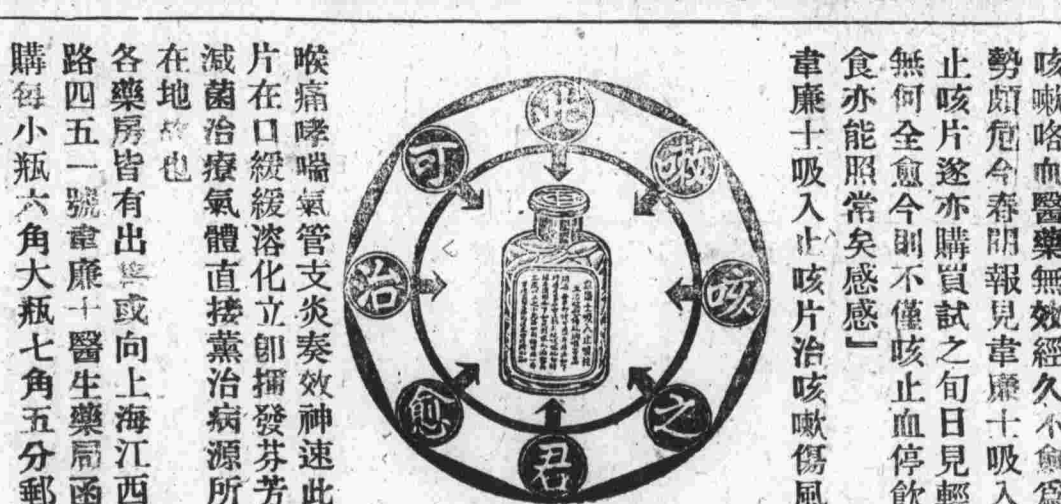 咳嗽咯血醫藥無效經久不愈
勢頗危今春閱報見韋廉士吸入
止咳片遂亦購買試之旬日見輕
無何全愈今則不僅咳止血停飲
食亦能照常矣感感』
韋廉士吸入止咳片治咳嗽傷風
此可治愈君之咳嗽
喉痛哮喘氣管支炎奏效神速此
片在口緩緩溶化立卽發芬芳
滅菌治療氣體直接薰治病源所
在地也
各藥房皆有出售或向上海江西
路四五一號韋廉士醫生藥局函
購每小瓶六角大瓶七角五分郵